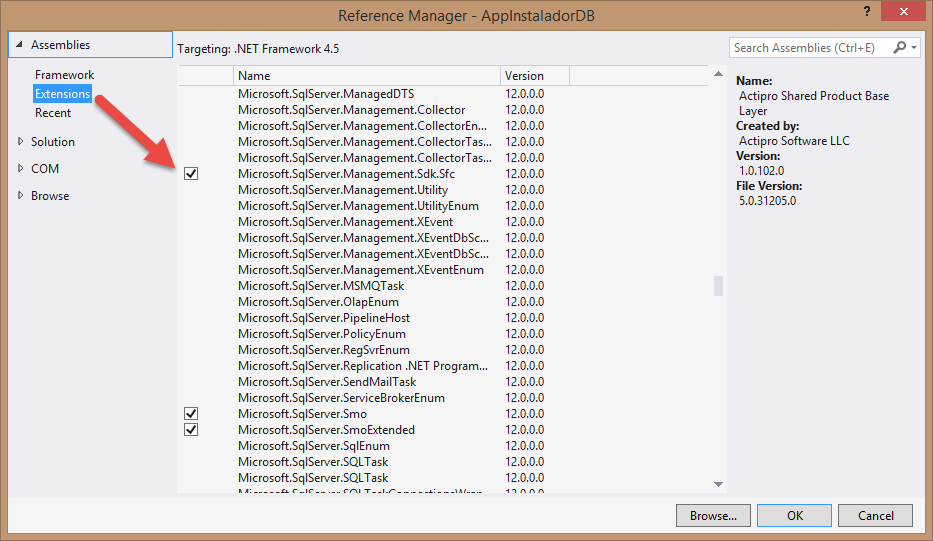 Reference Manager - AppInstaladorDB
?
Assemblies
Framework
Extensions
Recent
Solution
COM
Browse
Targeting: .NET Framework 4.5
Search Assemblies (Ctrl+E)
Name Version
Microsoft.SqlServer.ManagedDTS 12.0.0.0
Microsoft.SqlServer.Management.Collector 12.0.0.0
Microsoft.SqlServer.Management.CollectorEn... 12.0.0.0
Microsoft.SqlServer.Management.CollectorTas... 12.0.0.0
Microsoft.SqlServer.Management.CollectorTas... 12.0.0.0
Microsoft.SqlServer.Management.Sdk.Sfc 12.0.0.0
Microsoft.SqlServer.Management.Utility 12.0.0.0
Microsoft.SqlServer.Management.UtilityEnum 12.0.0.0
Microsoft.SqlServer.Management.XEvent 12.0.0.0
Microsoft.SqlServer.Management.XEventDbSc... 12.0.0.0
Microsoft.SqlServer.Management.XEventDbSc... 12.0.0.0
Microsoft.SqlServer.Management.XEventEnum 12.0.0.0
Microsoft.SqlServer.MSMQTask 12.0.0.0
Microsoft.SqlServer.OlapEnum 12.0.0.0
Microsoft.SqlServer.PipelineHost 12.0.0.0
Microsoft.SqlServer.PolicyEnum 12.0.0.0
Microsoft.SqlServer.RegSvrEnum 12.0.0.0
Microsoft.SqlServer.Replication .NET Program... 12.0.0.0
Microsoft.SqlServer.SendMailTask 12.0.0.0
Microsoft.SqlServer.ServiceBrokerEnum 12.0.0.0
Microsoft.SqlServer.Smo 12.0.0.0
Microsoft.SqlServer.SmoExtended 12.0.0.0
Microsoft.SqlServer.SqlEnum 12.0.0.0
Microsoft.SqlServer.SQLTask 12.0.0.0
Microsoft.SqlServer.SQLTask 12.0.0.0
Microsoft.SqlServer.SQLTaskConnectionsWrap 12.0.0.0
Name:
Actipro Shared Product Base
Layer
Created by:
Actipro Software LLC
Version:
1.0.102.0
File Version:
5.0.31205.0
Browse... OK Cancel